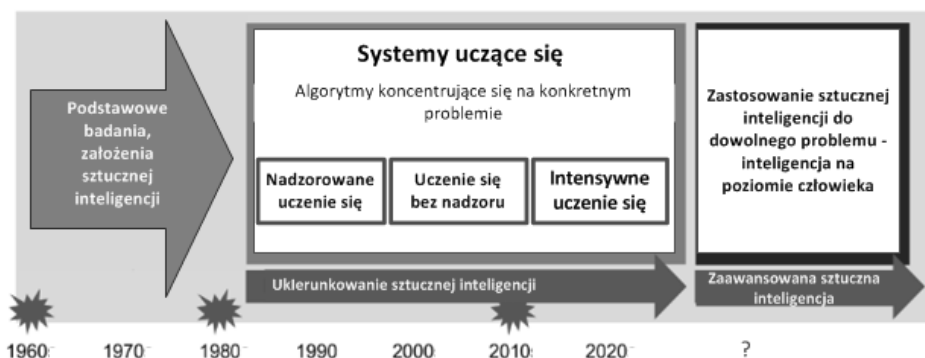 Systemy uczące się
Algorytmy koncentrujące się na konkretnym
problemie
Podstawowe
badania,
założenia
sztucznej
inteligencji
Nadzorowane
uczenie się
Uczenie się
bez nadzoru
Intensywne
uczenie się
Zastosowanie sztucznej
inteligencji do
dowolnego problemu -
inteligencja na
poziomie człowieka
Uklerunkowanie sztucznej inteligencji
Zaawansowana sztuczna
inteligencja
1960 1970 1980 1990 2000 2010 2020 ?